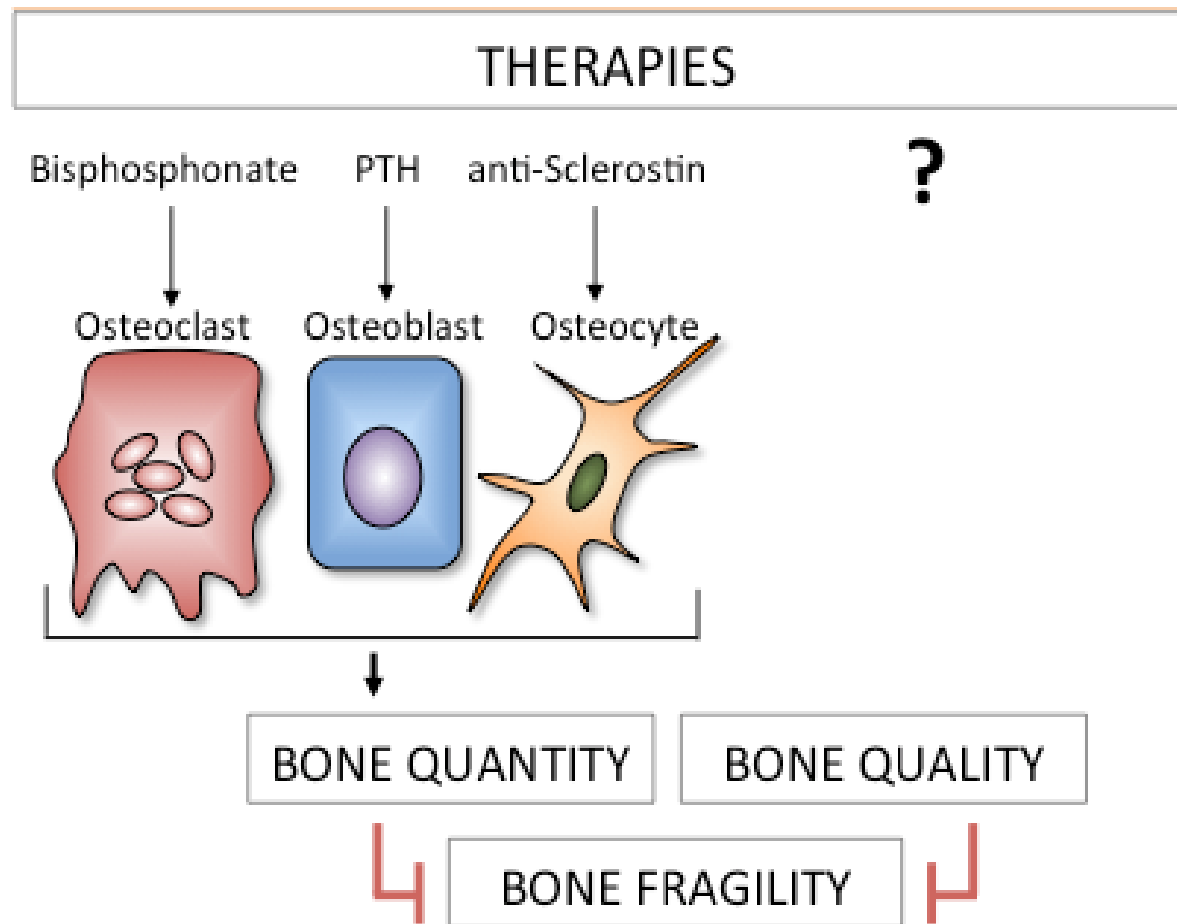 THERAPIES
Bisphosphonate PTH anti-Sclerostin ?
Osteoclast Osteoblast Osteocyte
BONE QUANTITY BONE QUALITY
BONE FRAGILITY